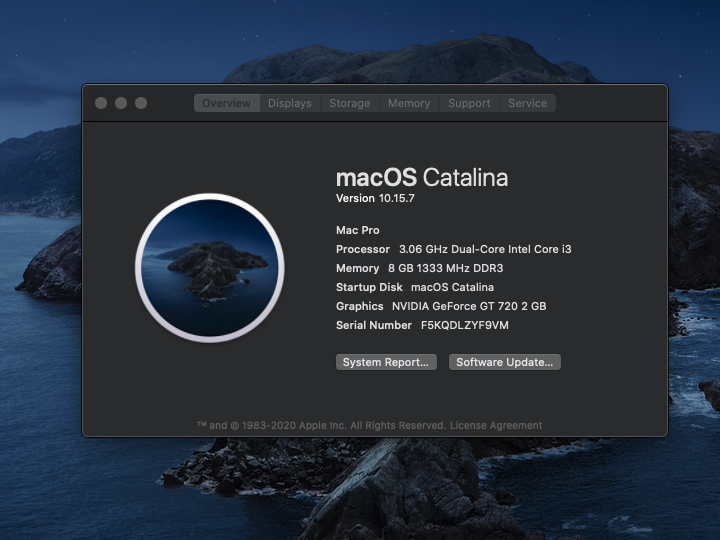 Overview Displays Storage Memory Support Service
macOS Catalina
Version 10.15.7
Mac Pro
Processor 3.06 GHz Dual-Core Intel Core i3
Memory 8 GB 1333 MHz DDR3
Startup Disk macOS Catalina
Graphics NVIDIA GeForce GT 720 2 GB
Serial Number F5KQDLZYF9VM
System Report... Software Update...
™ and © 1983-2020 Apple Inc. All Rights Reserved. License Agreement